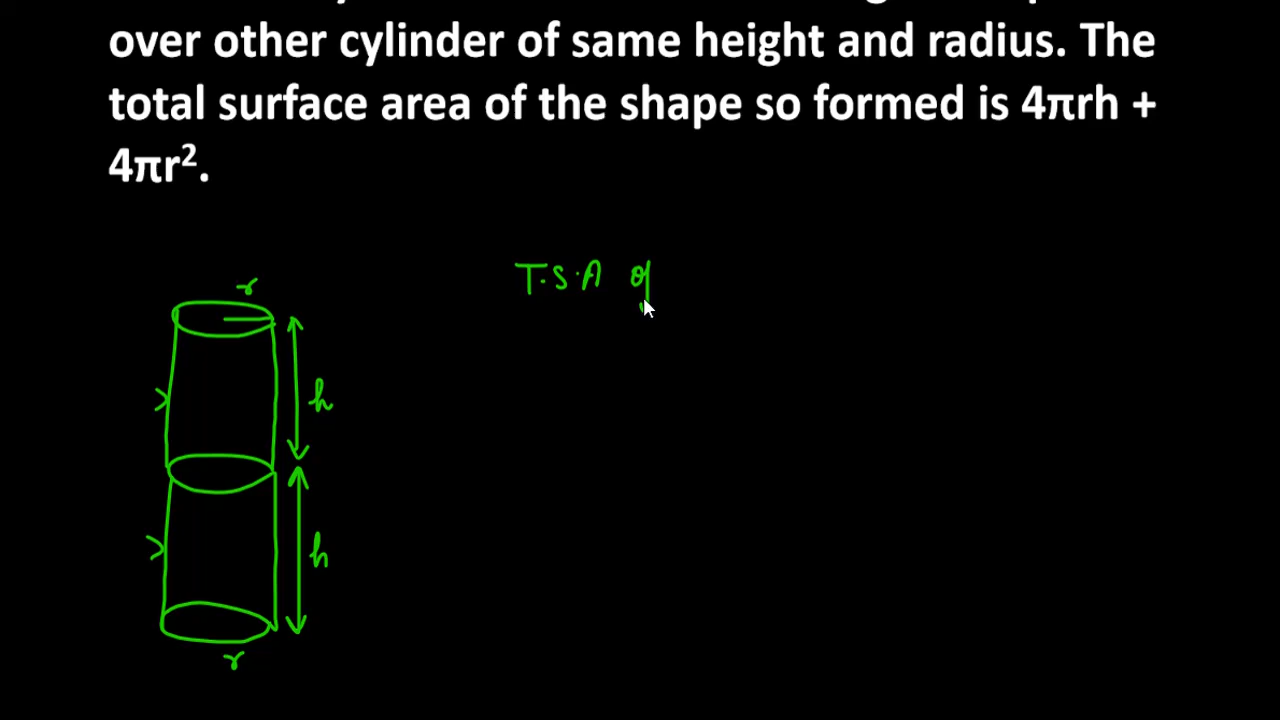 over other cylinder of same height and radius. The
total surface area of the shape so formed is 4πrh +
4πr².
r
T.S.A of
h
h
r